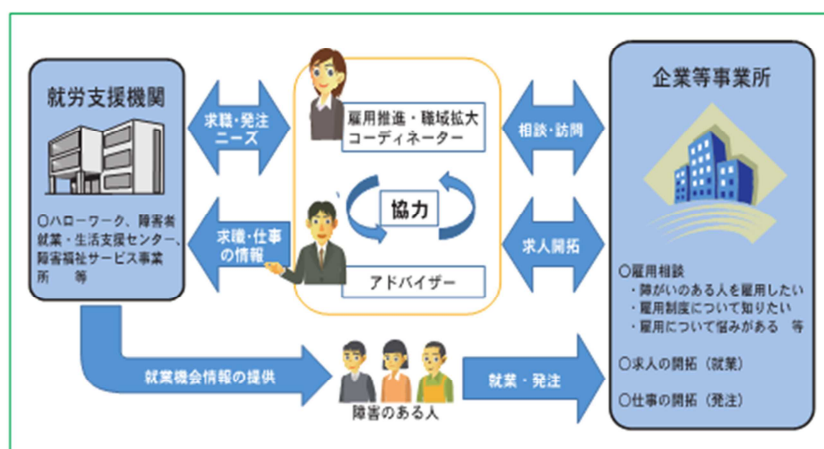 就労支援機関
〇ハローワーク、障害者
就業・生活支援センター、
障害福祉サービス事業
所　等
求職・発注
ニーズ
求職・仕事
の情報
雇用推進・職域拡大
コーディネーター
協力
アドバイザー
相談・訪問
求人開拓
企業等事業所
〇雇用相談
・障がいのある人を雇用したい
・雇用制度について知りたい
・雇用について悩みがある　等
〇求人の開拓（就業）
〇仕事の開拓（発注）
就業機会情報の提供
障害のある人
就業・発注